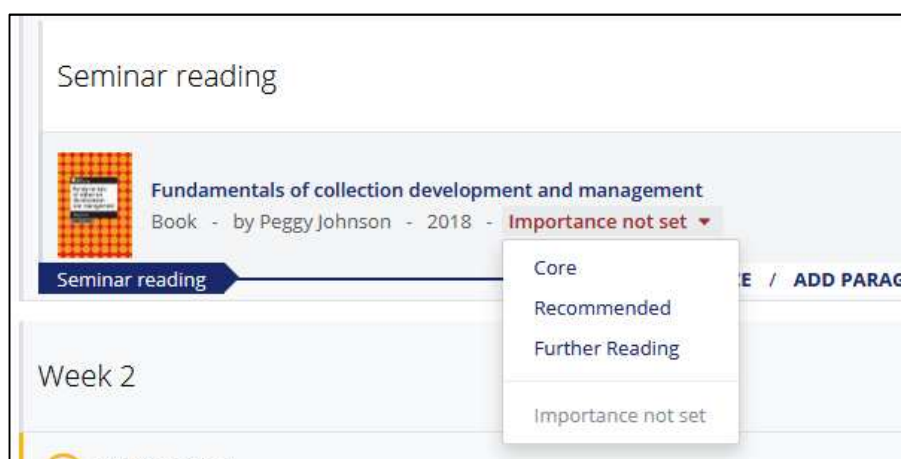 Seminar reading
Fundamentals of collection development and management
Book - by Peggy Johnson - 2018 - Importance not set
Core
Seminar reading
E / ADD PARAG
Recommended
Further Reading
Week 2
Importance not set